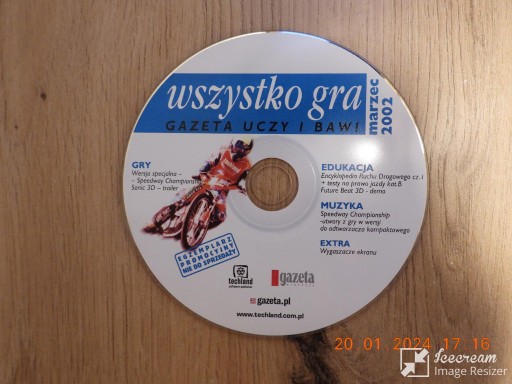 wszystko gra
GAZETA UCZY I BAWI
marzec
2002
GRY
Wersja specjalna –
– Speedway Championship
Sonic 3D – trailer
EDUKACJA
Encyklopedia Ruchu Drogowego cz. I
+ testy na prawo jazdy kat.B
Future Beat 3D - demo
MUZYKA
Speedway Championship
-utwory z gry w wersji
do odtwarzacza kompaktowego
EXTRA
Wygaszacze ekranu
EGZEMPLARZ
PROMOCYJNY
NIE DO SPRZEDAŻY
techland
gazeta
gazeta.pl
www.techland.com.pl
20 01 2024 17 16
Icecream
Image Resizer